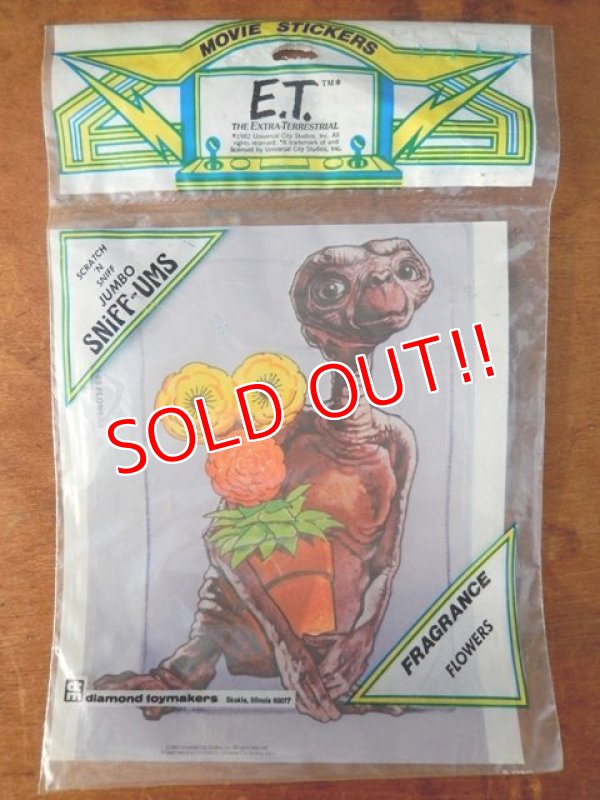 MOVIE STICKERS
E.T.™*
THE EXTRA-TERRESTRIAL
©1982 Universal City Studios, Inc. All
rights reserved. *A trademark of and
licensed by Universal City Studios, Inc.
SCRATCH
'N
SNIFF
JUMBO
SNiFF-UMS
SOLD OUT!!
FRAGRANCE
FLOWERS
diamond toymakers Skokie, Illinois 60077